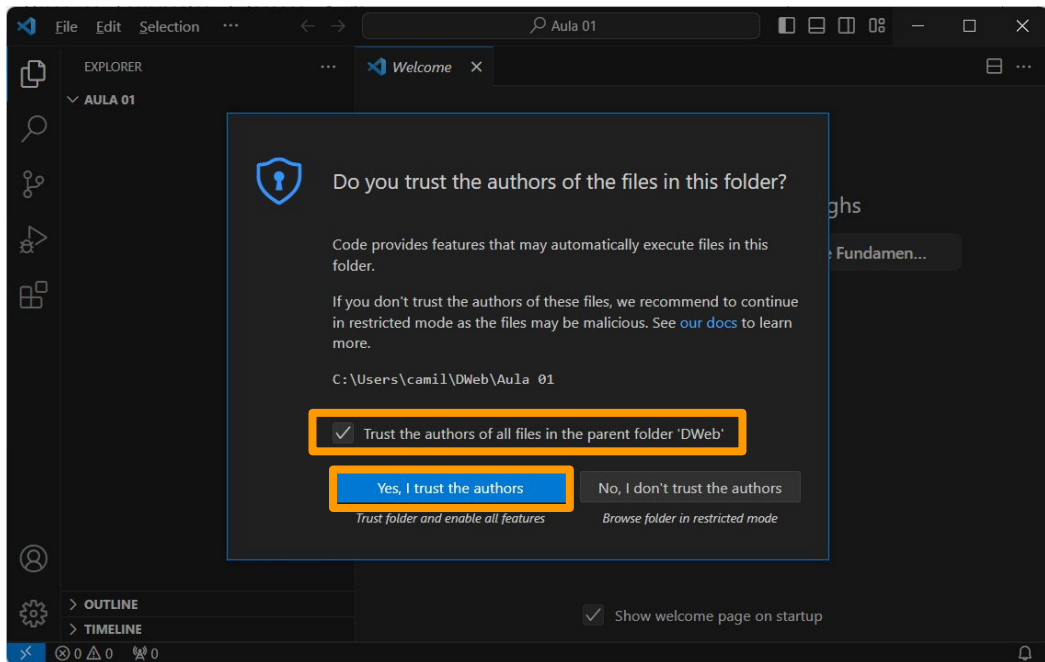 File Edit Selection ··· Aula 01
EXPLORER ···
Welcome
AULA 01
Do you trust the authors of the files in this folder?
ghs
Code provides features that may automatically execute files in this
folder.
Fundamen...
If you don't trust the authors of these files, we recommend to continue
in restricted mode as the files may be malicious. See our docs to learn
more.
C:\Users\camil\DWeb\Aula 01
Trust the authors of all files in the parent folder 'DWeb'
Yes, I trust the authors
No, I don't trust the authors
Trust folder and enable all features
Browse folder in restricted mode
OUTLINE
Show welcome page on startup
TIMELINE
0 0 0